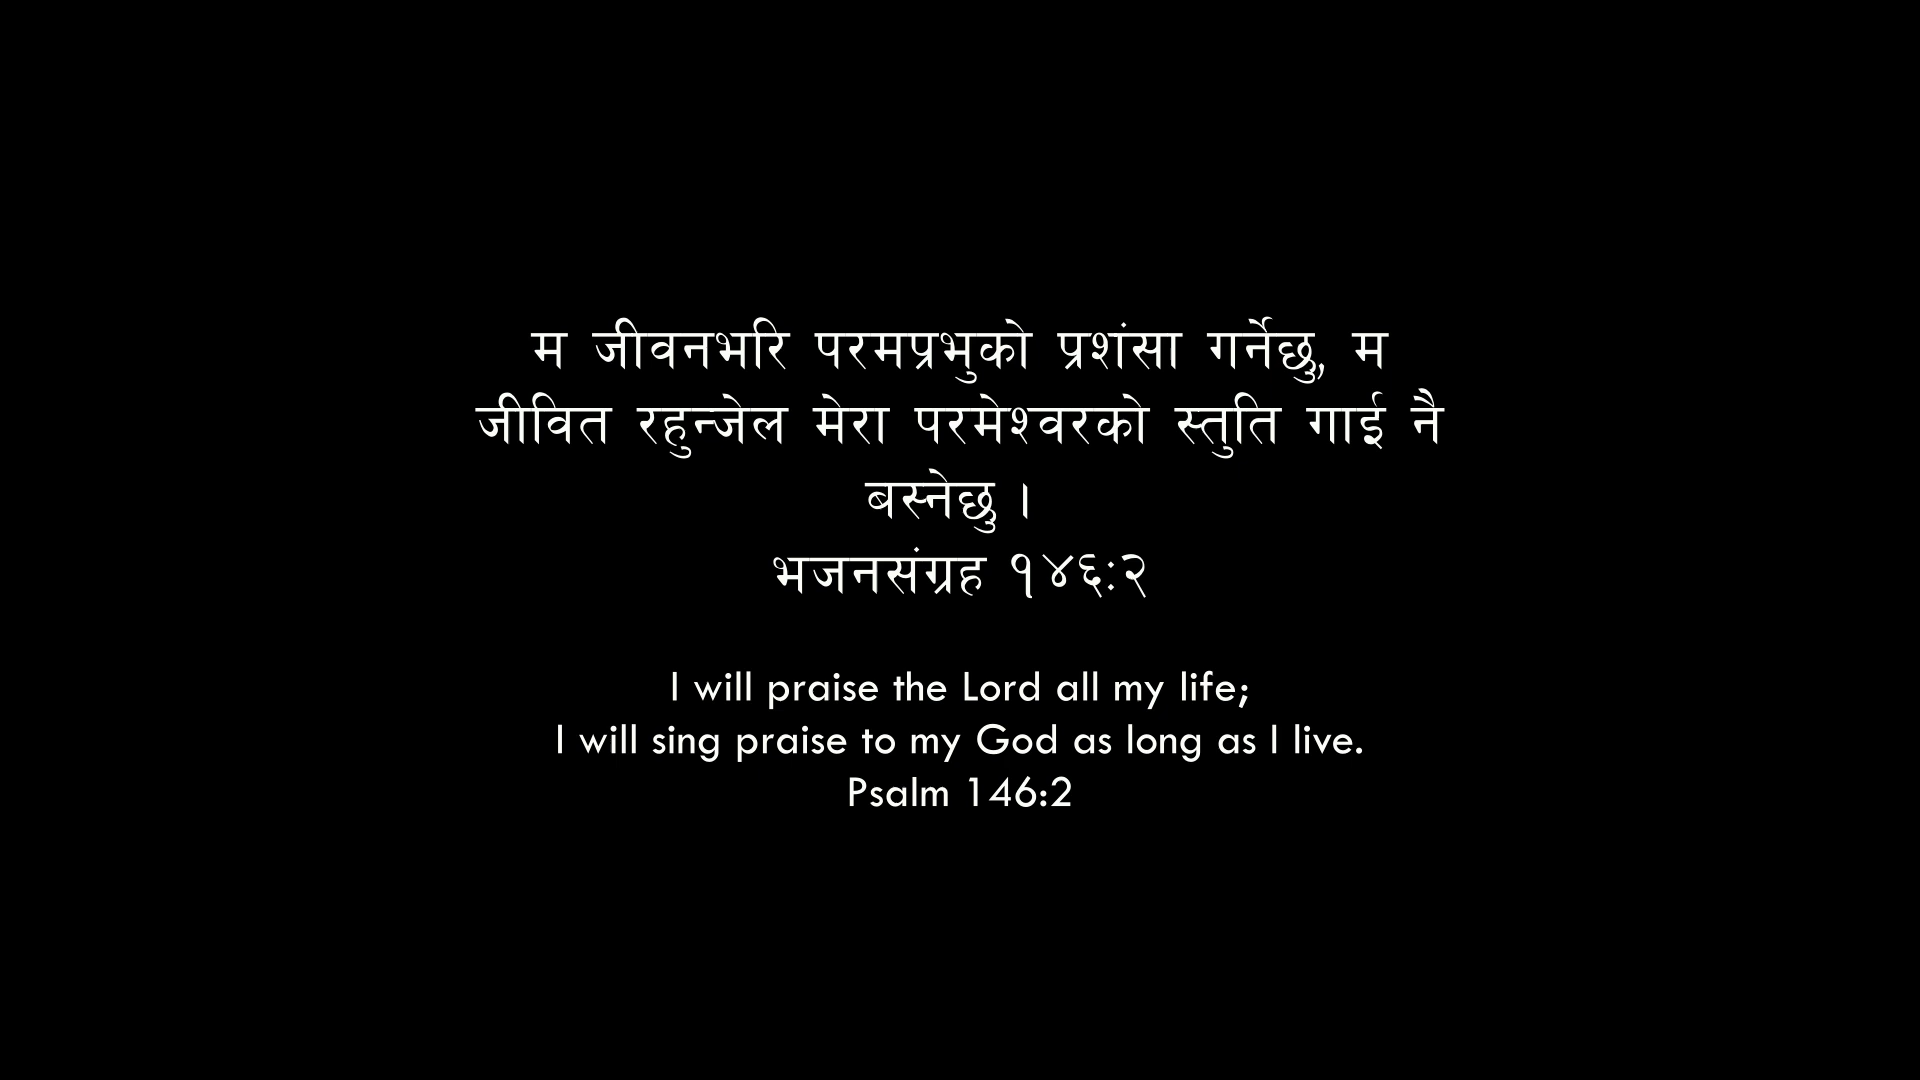 म जीवनभरि परमप्रभुको प्रशंसा गर्नेछु, म
जीवित रहुन्जेल मेरा परमेश्वरको स्तुति गाई नै
बस्नेछु ।
भजनसंग्रह १४६:२
I will praise the Lord all my life;
I will sing praise to my God as long as I live.
Psalm 146:2